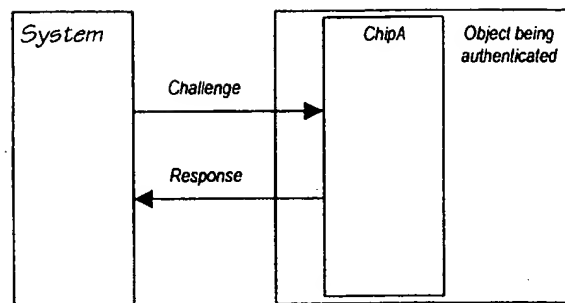 System
ChipA
Object being
authenticated
Challenge
Response